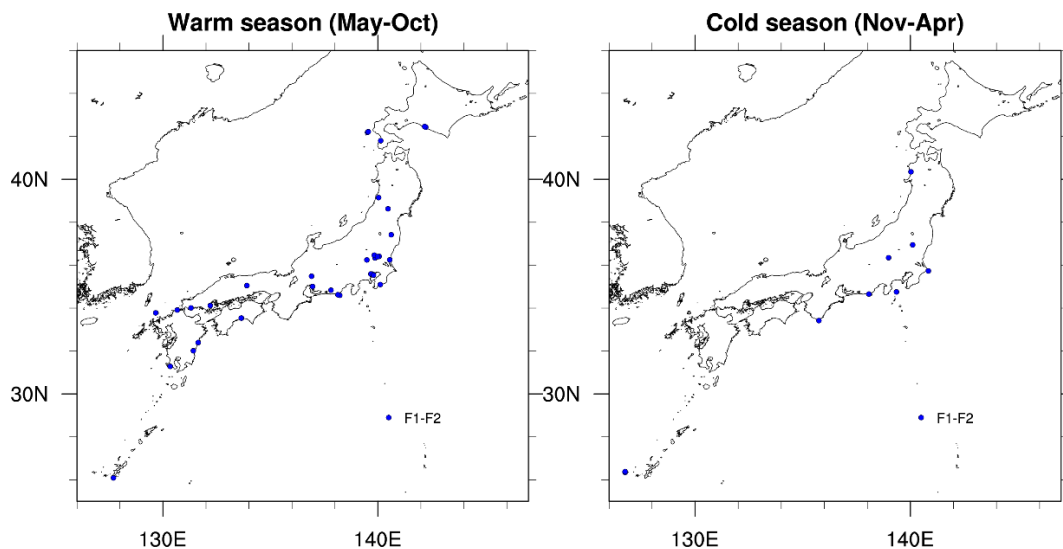 Warm season (May-Oct)
Cold season (Nov-Apr)
40N
40N
30N
30N
F1-F2
F1-F2
130E
140E
130E
140E